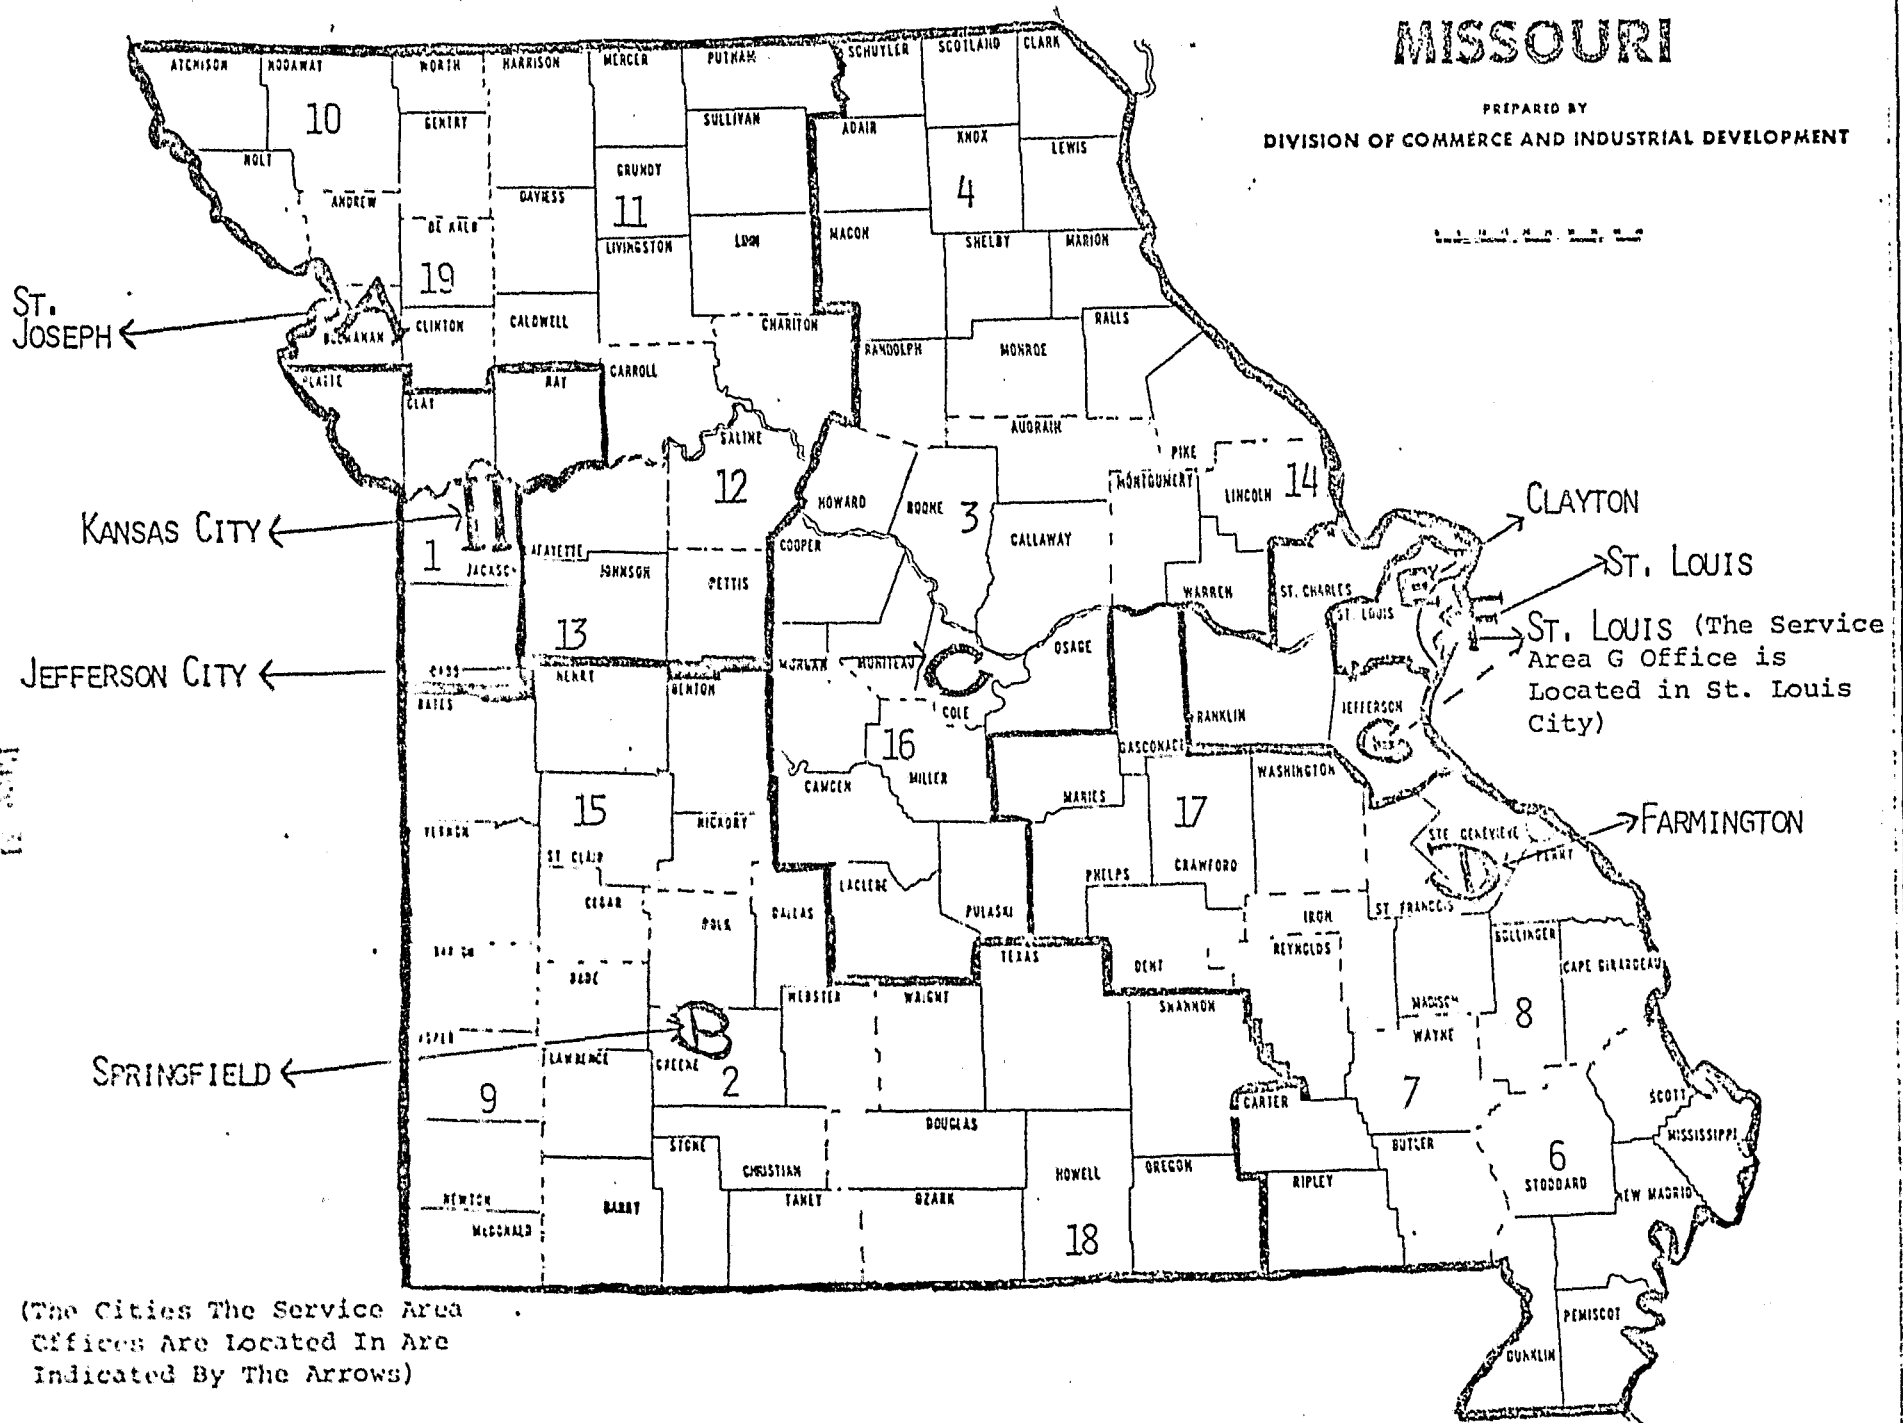 MISSOURI
PREPARED BY
DIVISION OF COMMERCE AND INDUSTRIAL DEVELOPMENT
ATCHISON
NODAWAY
WORTH
HARRISON
MERCER
PUTNAM
SCHUYLER
SCOTLAND
CLARK
10
GENTRY
SULLIVAN
ADAIR
KNOX
LEWIS
HOLT
ANDREW
DAVIESS
GRUNDY
11
4
DE KALB
LIVINGSTON
LINN
MACON
SHELBY
MARION
19
ST.
JOSEPH
BUCHANAN
CLINTON
CALDWELL
CHARITON
RANDOLPH
MONROE
RALLS
PLATTE
CLAY
RAY
CARROLL
SALINE
AUDRAIN
PIKE
12
HOWARD
BOONE
3
MONTGOMERY
LINCOLN
14
CLAYTON
KANSAS CITY
1
JACKSON
AFAYETTE
JOHNSON
PETTIS
COOPER
CALLAWAY
WARREN
ST. CHARLES
ST. LOUIS
ST. LOUIS
13
ST. LOUIS (The Service
Area G Office is
Located in St. Louis
City)
JEFFERSON CITY
CASS
BATES
HENRY
BENTON
MORGAN
MONITEAU
COLE
OSAGE
GASCONADE
RANKLIN
JEFFERSON
16
MILLER
CAMDEN
MARIES
WASHINGTON
15
VERNON
ST. CLAIR
HICKORY
17
CRAWFORD
PHELPS
STE. GENEVIEVE
PERRY
FARMINGTON
CEDAR
POLK
DALLAS
LACLEDE
PULASKI
TEXAS
DENT
IRON
REYNOLDS
ST. FRANCOIS
BOLLINGER
CAPE GIRARDEAU
DADE
WEBSTER
WRIGHT
SHANNON
MADISON
WAYNE
8
SPRINGFIELD
LAWRENCE
GREENE
2
9
CARTER
7
SCOTT
MISSISSIPPI
STONE
CHRISTIAN
DOUGLAS
HOWELL
OREGON
BUTLER
6
STODDARD
NEWTON
McDONALD
BARRY
TANEY
OZARK
18
RIPLEY
EW MADRID
PEMISCOT
DUNKLIN
(The Cities The Service Area
Offices Are Located In Are
Indicated By The Arrows)